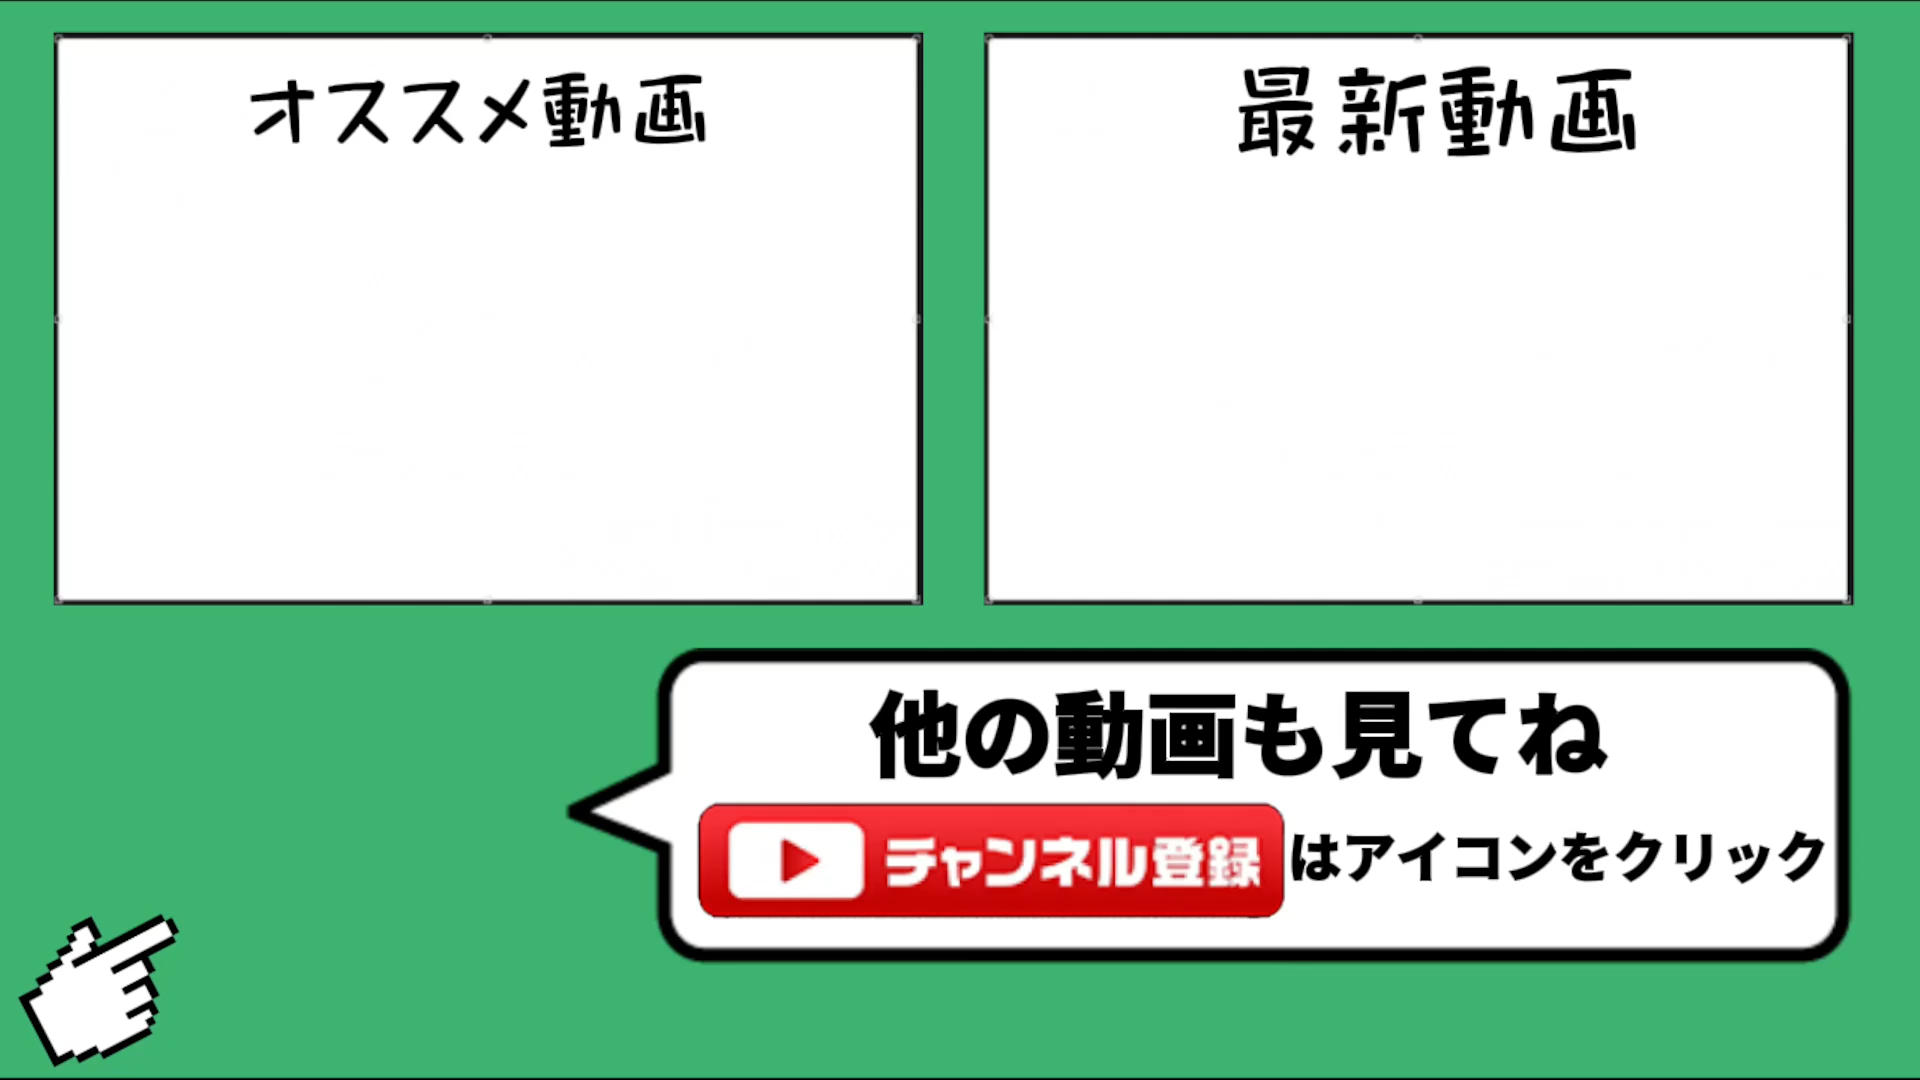 オススメ動画
最新動画
他の動画も見てね
チャンネル登録はアイコンをクリック